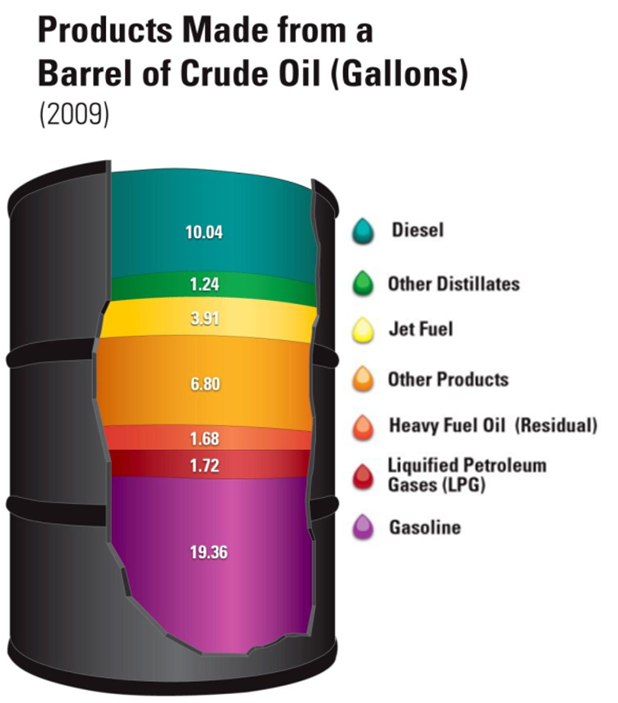 Products Made from a
Barrel of Crude Oil (Gallons)
(2009)
10.04
1.24
3.91
6.80
1.68
1.72
19.36
Diesel
Other Distillates
Jet Fuel
Other Products
Heavy Fuel Oil (Residual)
Liquified Petroleum
Gases (LPG)
Gasoline